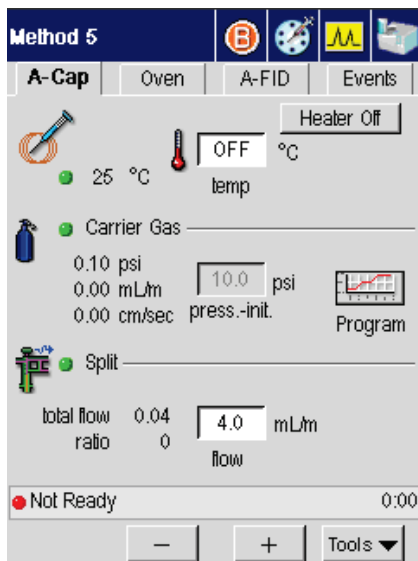 Method 5
B
A-Cap Oven A-FID Events
Heater Off
OFF °C
25 °C
temp
Carrier Gas
0.10 psi
10.0 psi
0.00 mL/m
0.00 cm/sec press.-init.
Program
Split
total flow 0.04
4.0 mL/m
ratio 0
flow
Not Ready 0:00
− + Tools